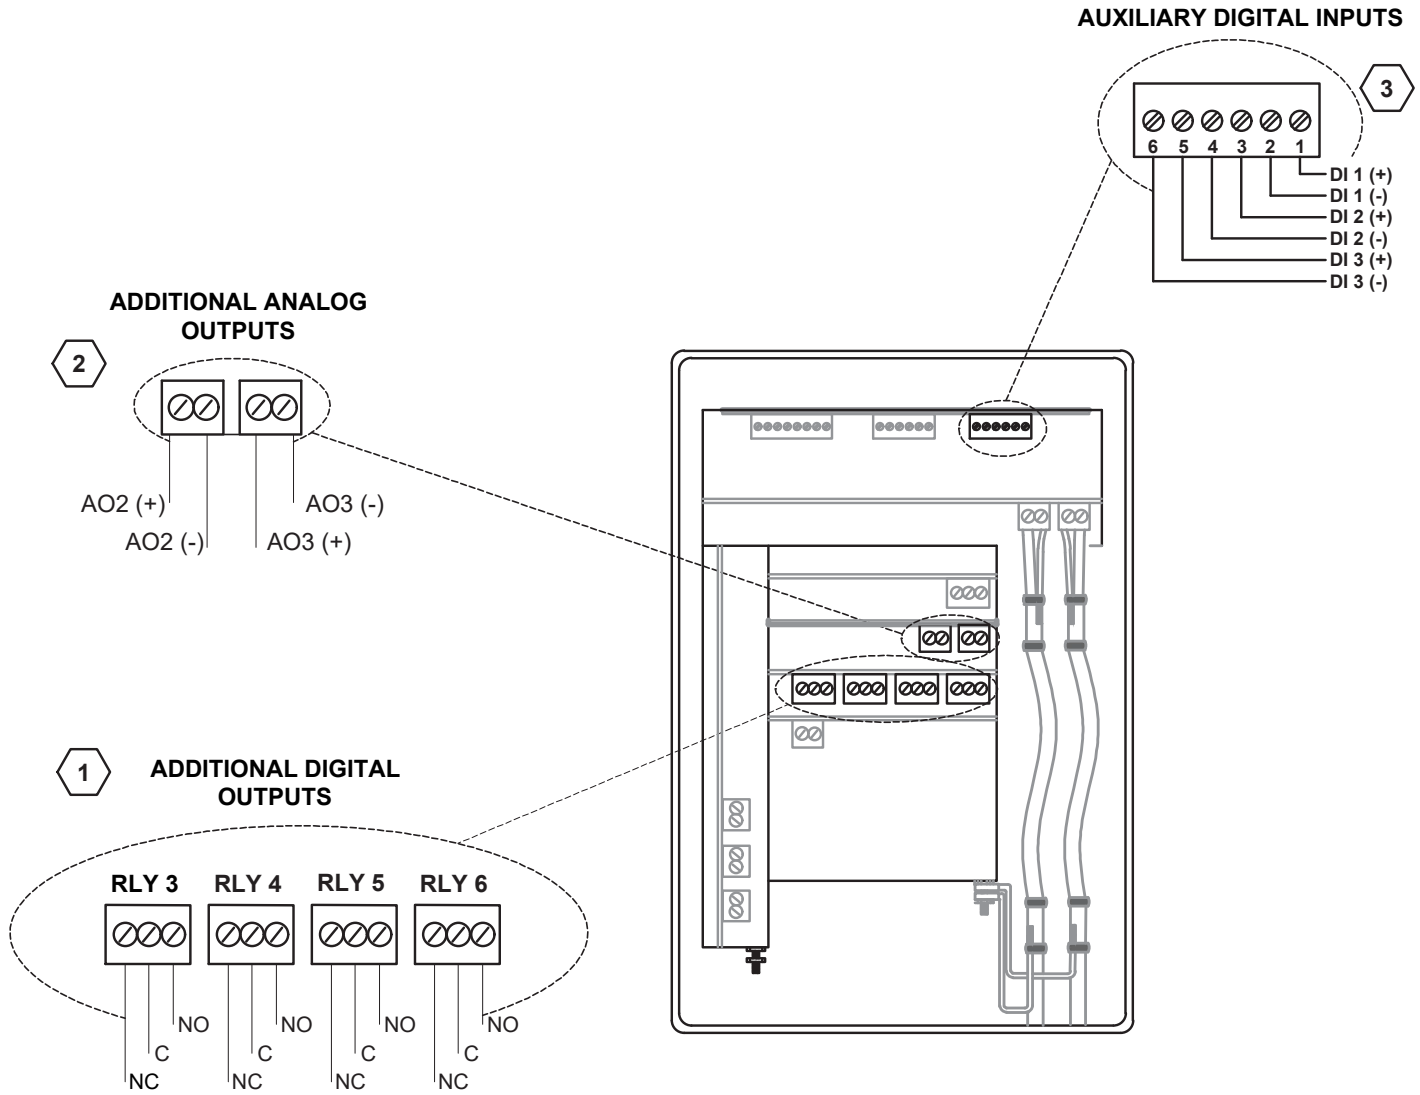 AUXILIARY DIGITAL INPUTS
3
6 5 4 3 2 1
DI 1 (+)
DI 1 (-)
DI 2 (+)
DI 2 (-)
DI 3 (+)
DI 3 (-)
ADDITIONAL ANALOG
OUTPUTS
2
AO2 (+)
AO3 (-)
AO2 (-)
AO3 (+)
1
ADDITIONAL DIGITAL
OUTPUTS
RLY 3 RLY 4 RLY 5 RLY 6
NO NO NO NO
C C C C
NC NC NC NC